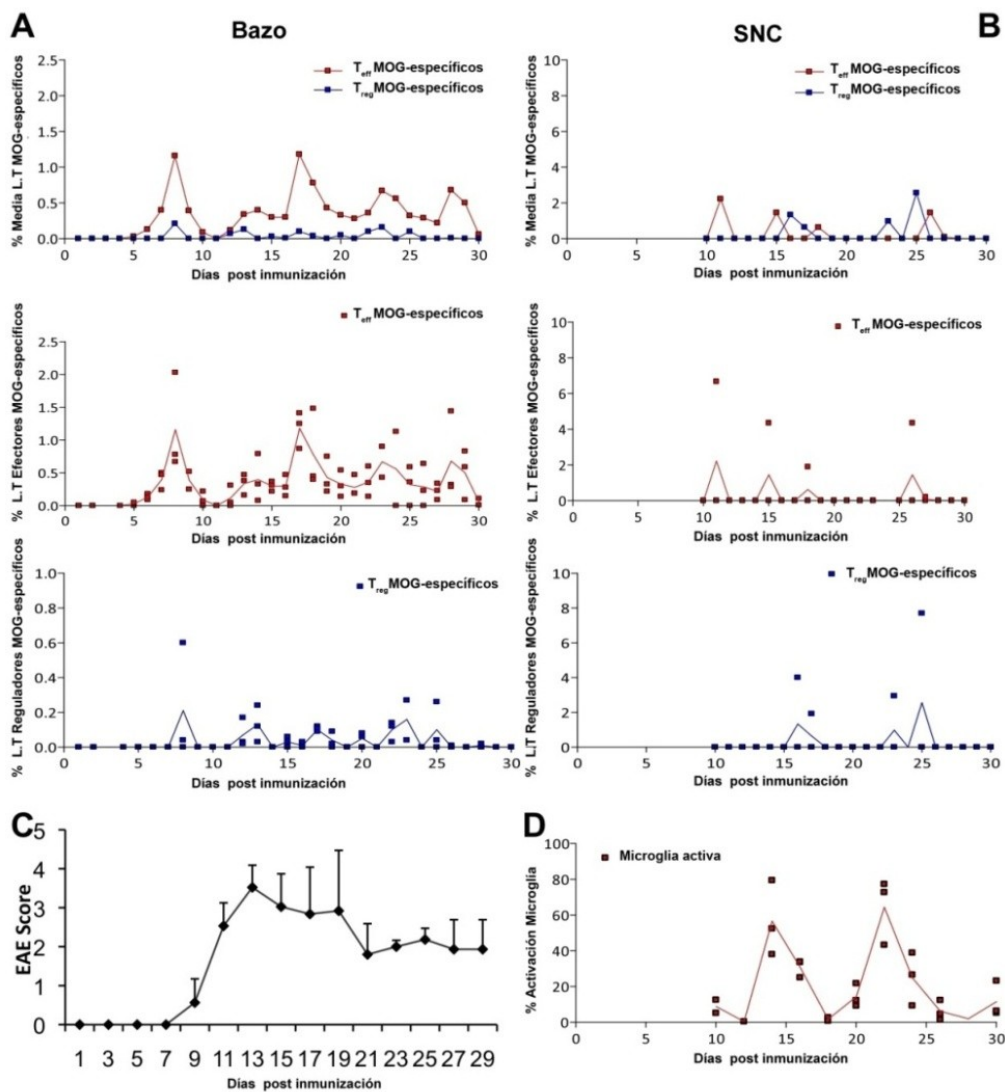 A
Bazo
% Media L.T MOG-específicos
2.5
2.0
1.5
1.0
0.5
0.0
T_eff MOG-específicos
T_reg MOG-específicos
0 5 10 15 20 25 30
Días post inmunización
B
SNC
% Media L.T MOG-específicos
10
8
6
4
2
0
T_eff MOG-específicos
T_reg MOG-específicos
0 5 10 15 20 25 30
Días post inmunización
% L.T Efectores MOG-específicos
2.5
2.0
1.5
1.0
0.5
0.0
T_eff MOG-específicos
0 5 10 15 20 25 30
Días post inmunización
% L.T Efectores MOG-específicos
10
8
6
4
2
0
T_eff MOG-específicos
0 5 10 15 20 25 30
Días post inmunización
% L.T Reguladores MOG-específicos
1.0
0.8
0.6
0.4
0.2
0.0
T_reg MOG-específicos
0 5 10 15 20 25 30
Días post inmunización
% L.T Reguladores MOG-específicos
10
8
6
4
2
0
T_reg MOG-específicos
0 5 10 15 20 25 30
Días post inmunización
C
EAE Score
5
4
3
2
1
0
1 3 5 7 9 11 13 15 17 19 21 23 25 27 29
Días post inmunización
D
% Activación Microglia
100
80
60
40
20
0
Microglia activa
0 5 10 15 20 25 30
Días post inmunización